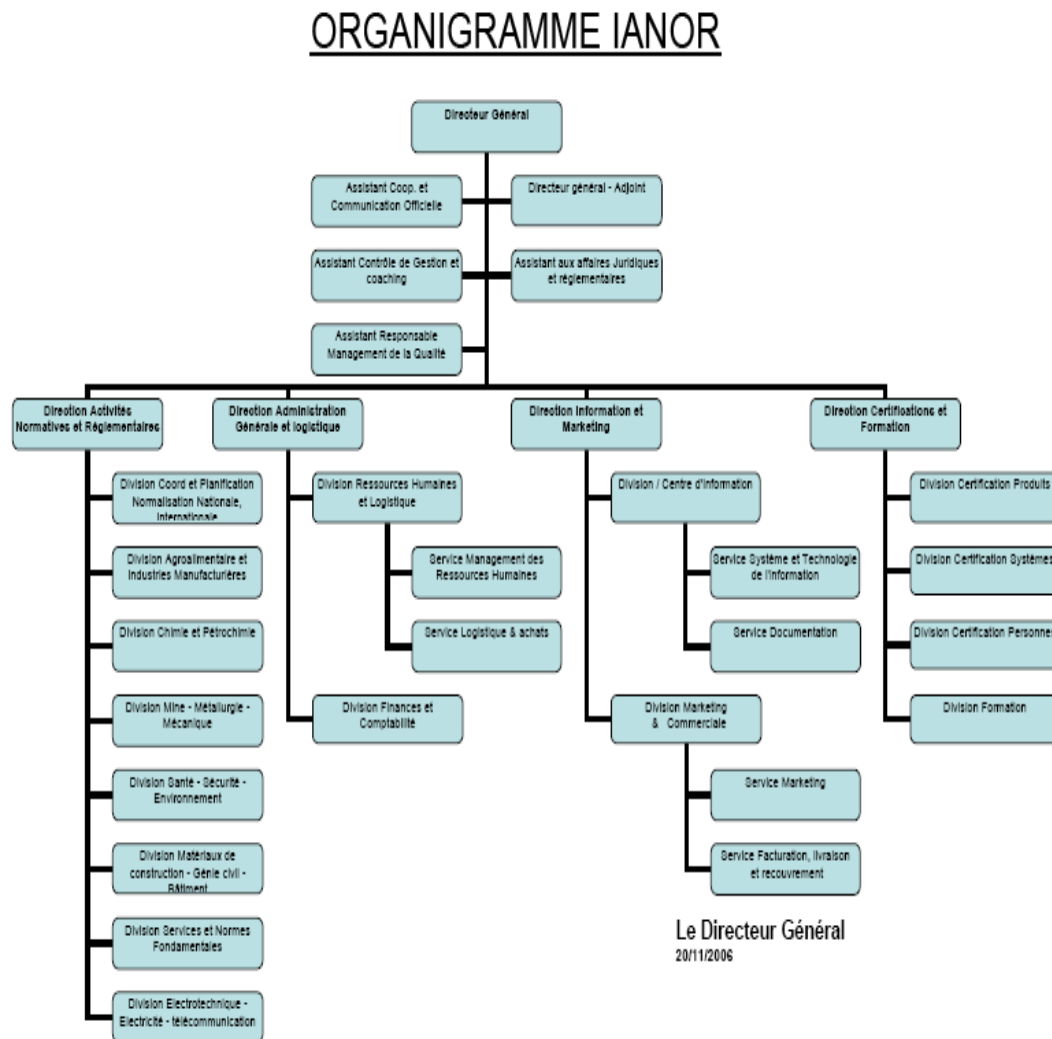 ORGANIGRAMME IANOR
Directeur Général
Assistant Coop. et
Communication Officielle
Directeur général - Adjoint
Assistant Contrôle de Gestion et
coaching
Assistant aux affaires Juridiques
et réglementaires
Assistant Responsable
Management de la Qualité
Direction Activités
Normatives et Réglementaires
Direction Administration
Générale et logistique
Direction Information et
Marketing
Direction Certifications et
Formation
Division Coord et Planification
Normalisation Nationale,
Internationale
Division Agroalimentaire et
Industries Manufacturières
Division Chimie et Pétrochimie
Division Mine - Métallurgie -
Mécanique
Division Santé - Sécurité -
Environnement
Division Matériaux de
construction - Génie civil -
Bâtiment
Division Services et Normes
Fondamentales
Division Electrotechnique -
Electricité - télécommunication
Division Ressources Humaines
et Logistique
Service Management des
Ressources Humaines
Service Logistique & achats
Division Finances et
Comptabilité
Division / Centre d'Information
Service Système et Technologie
de l'Information
Service Documentation
Division Marketing
& Commerciale
Service Marketing
Service Facturation, livraison
et recouvrement
Division Certification Produits
Division Certification Systèmes
Division Certification Personnes
Division Formation
Le Directeur Général
20/11/2006